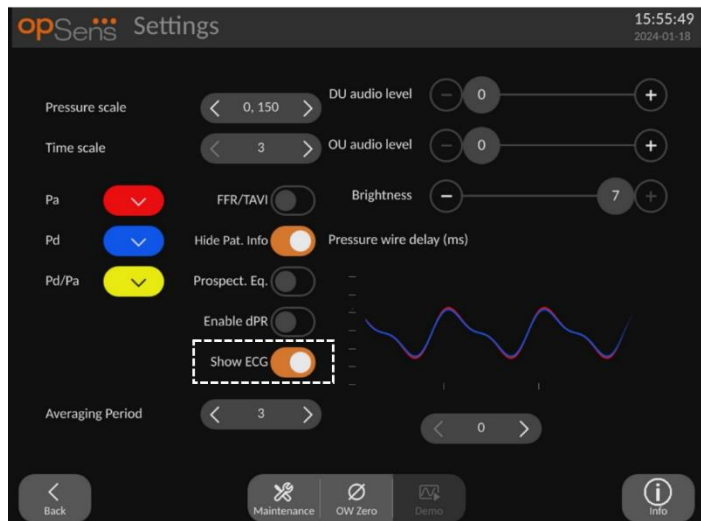 opSens Settings 15:55:49
2024-01-18
Pressure scale 0, 150 DU audio level 0
Time scale 3 OU audio level 0
Pa FFR/TAVI Brightness 7
Pd Hide Pat. Info Pressure wire delay (ms)
Pd/Pa Prospect. Eq.
Enable dPR
Show ECG
Averaging Period 3 0
Back Maintenance OW Zero Demo Info